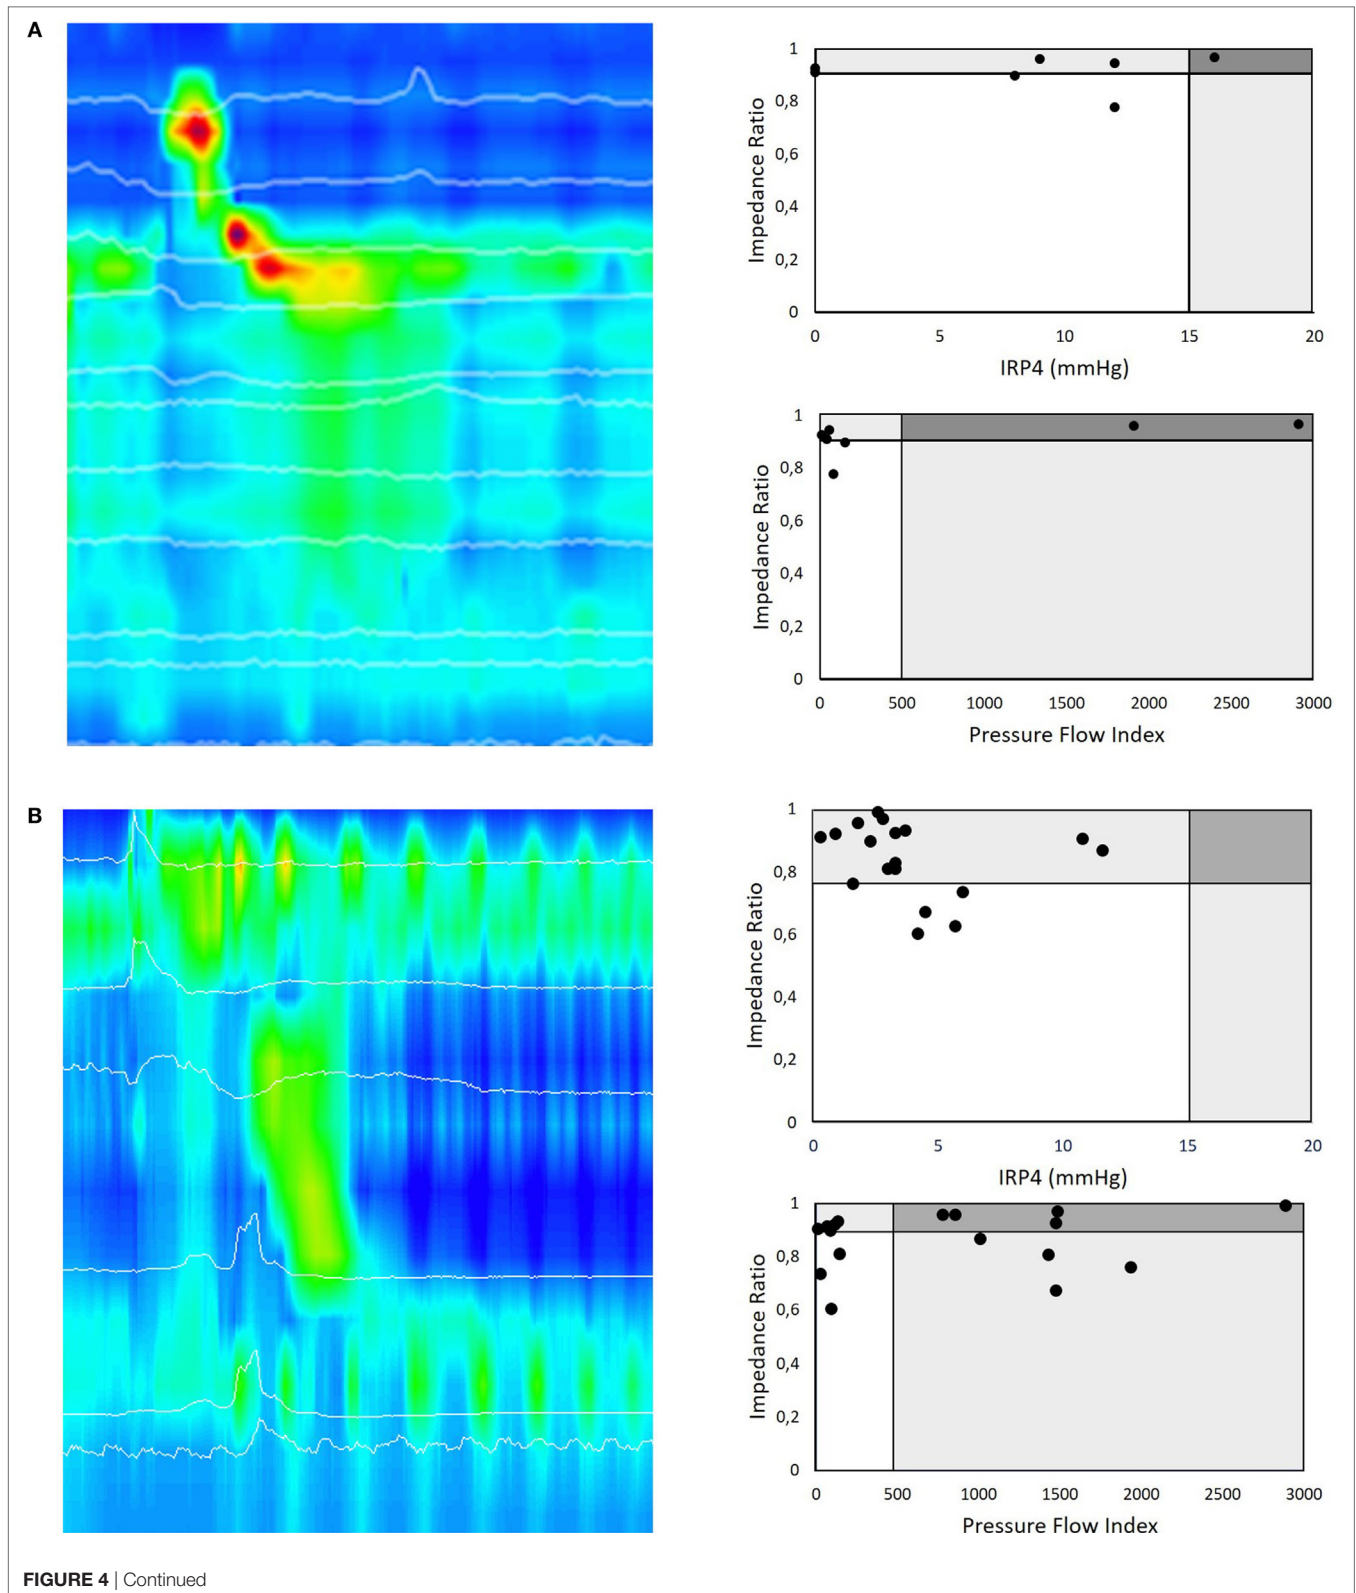 A
1
0,8
0,6
0,4
0,2
0
Impedance Ratio
0 5 10 15 20
IRP4 (mmHg)
1
0,8
0,6
0,4
0,2
0
Impedance Ratio
0 500 1000 1500 2000 2500 3000
Pressure Flow Index
B
1
0,8
0,6
0,4
0,2
0
Impedance Ratio
0 5 10 15 20
IRP4 (mmHg)
1
0,8
0,6
0,4
0,2
0
Impedance Ratio
0 500 1000 1500 2000 2500 3000
Pressure Flow Index
FIGURE 4 | Continued